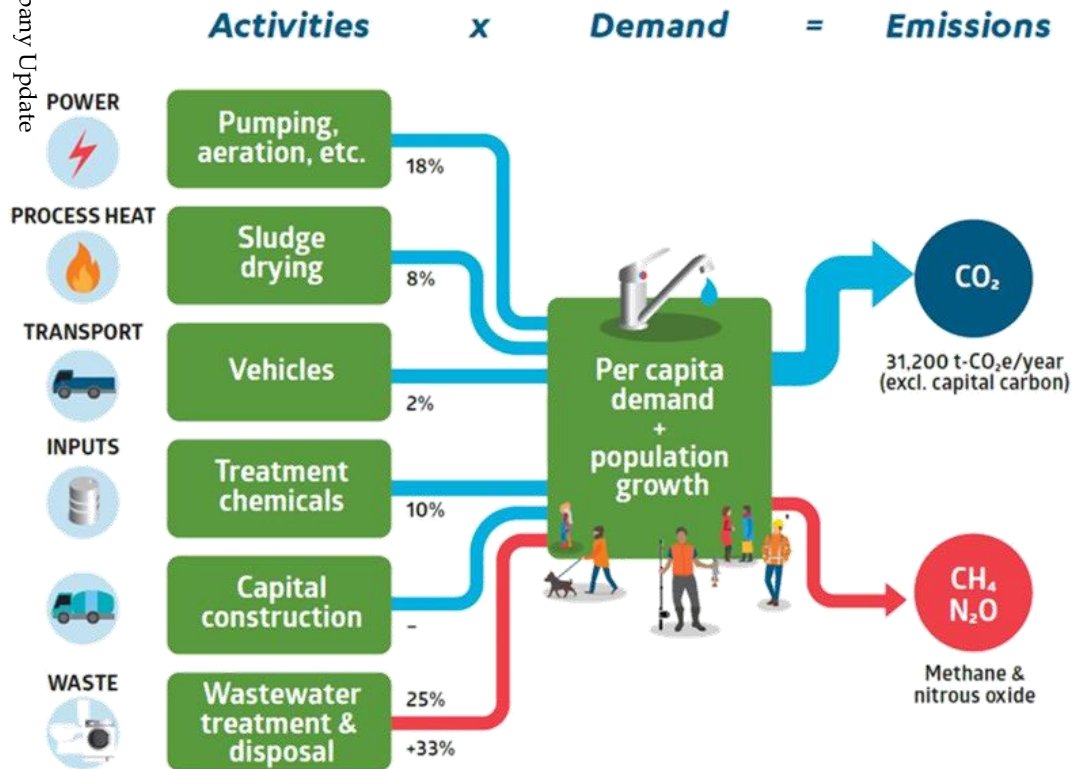 Activities x Demand = Emissions
pany Update
POWER
Pumping,
aeration, etc.
18%
PROCESS HEAT
Sludge
drying
8%
TRANSPORT
Vehicles
2%
INPUTS
Treatment
chemicals
10%
Capital
construction
–
WASTE
Wastewater
treatment &
disposal
25%
+33%
Per capita
demand
+
population
growth
CO₂
31,200 t-CO₂e/year
(excl. capital carbon)
CH₄
N₂O
Methane &
nitrous oxide